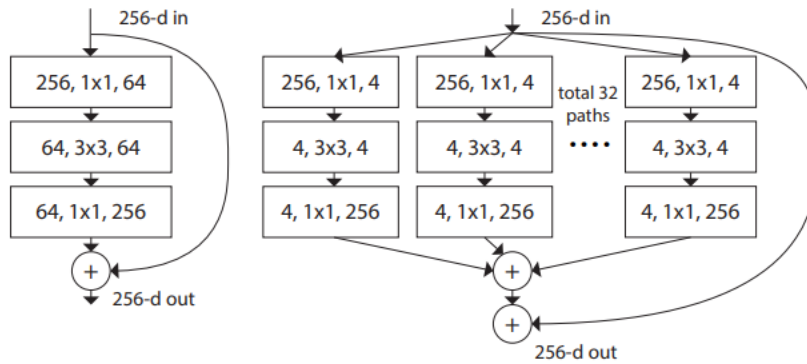 256-d in
256, 1x1, 64
64, 3x3, 64
64, 1x1, 256
+
256-d out
256-d in
256, 1x1, 4
256, 1x1, 4
total 32
paths
....
256, 1x1, 4
4, 3x3, 4
4, 3x3, 4
4, 3x3, 4
4, 1x1, 256
4, 1x1, 256
4, 1x1, 256
+
+
256-d out